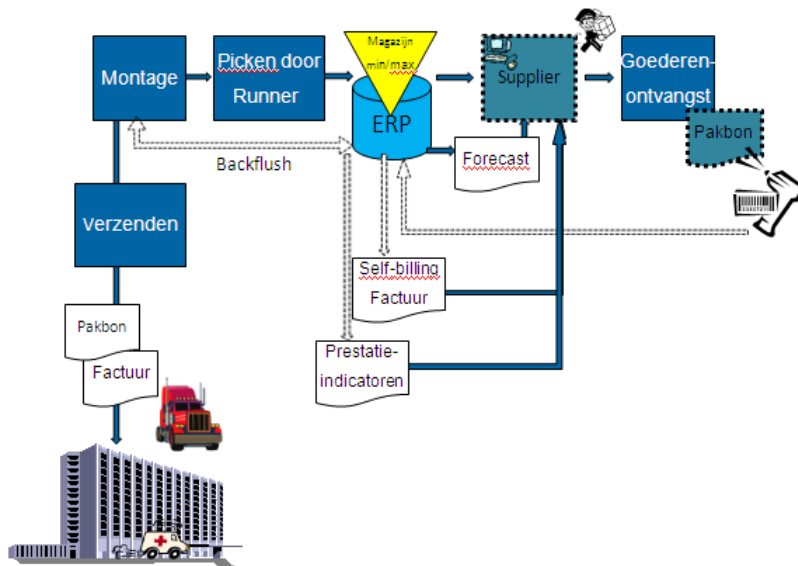 Montage
Picken door
Runner
Magazijn
min/max
ERP
Supplier
Goederen-
ontvangst
Pakbon
Backflush
Forecast
Verzenden
Self-billing
Factuur
Pakbon
Factuur
Prestatie-
indicatoren